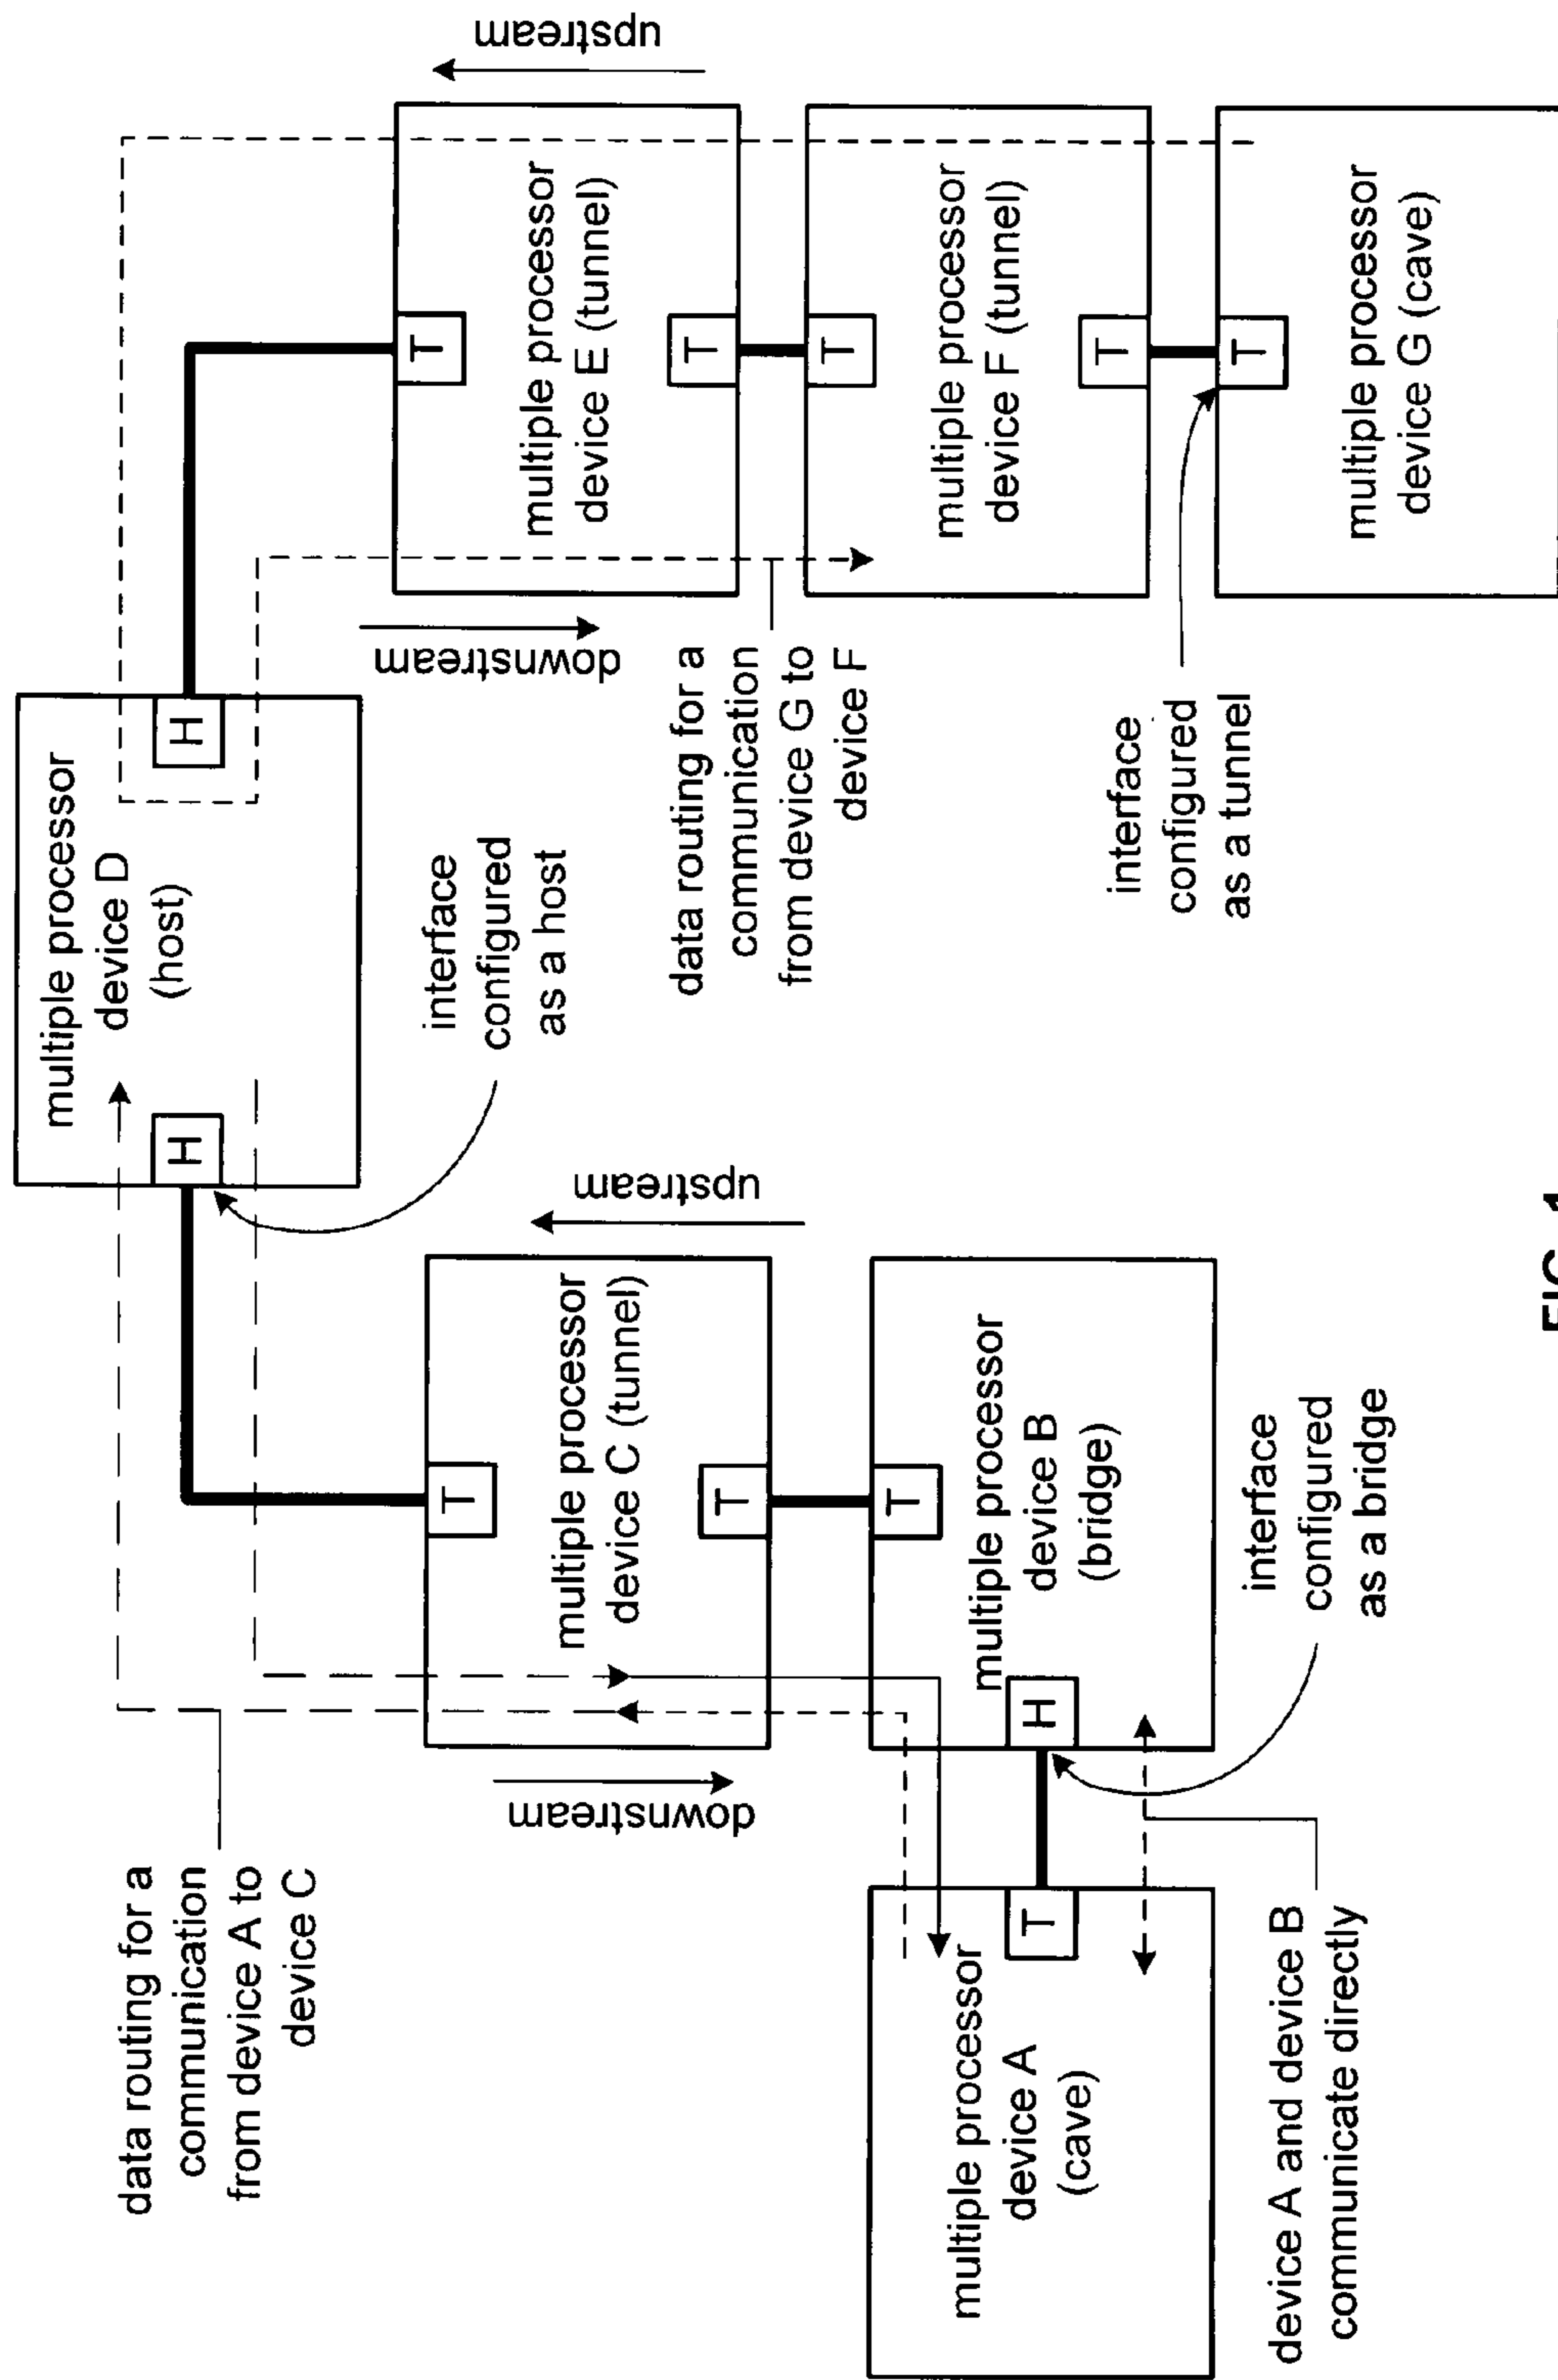 multiple processor
device D
(host)
H
H
data routing for a
communication
from device A to
device C
interface
configured
as a host
downstream
multiple processor
device C (tunnel)
T
T
upstream
downstream
multiple processor
device E (tunnel)
T
T
upstream
data routing for a
communication
from device G to
device F
multiple processor
device A
(cave)
T
multiple processor
device B
(bridge)
T
H
multiple processor
device F (tunnel)
T
T
interface
configured
as a tunnel
device A and device B
communicate directly
interface
configured
as a bridge
multiple processor
device G (cave)
T
FIG. 1